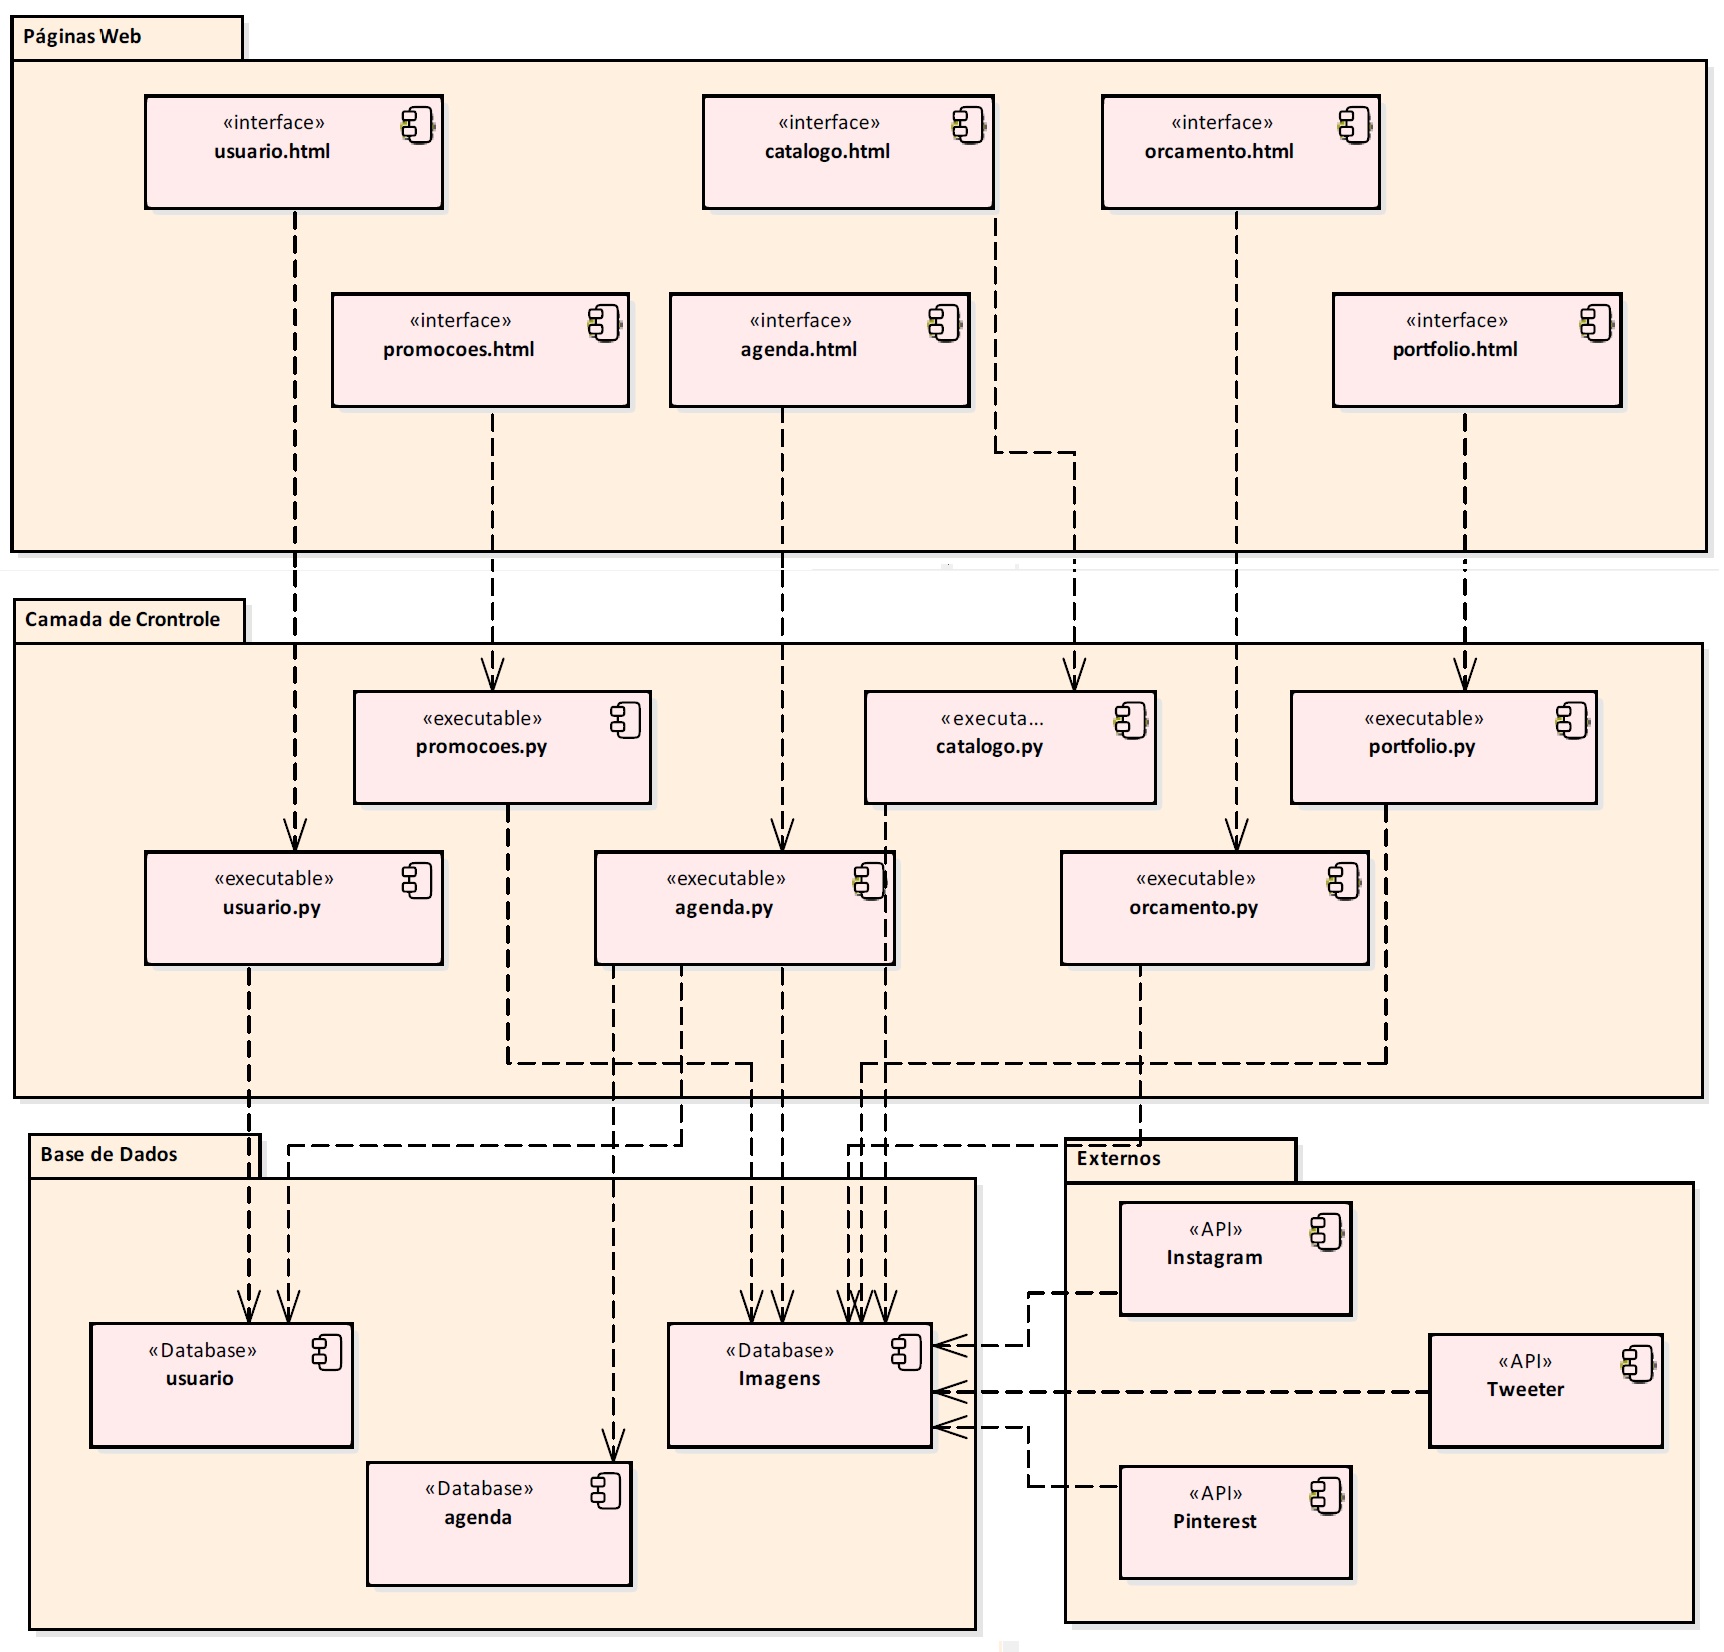 Páginas Web
«interface»
usuario.html
«interface»
catalogo.html
«interface»
orcamento.html
«interface»
promocoes.html
«interface»
agenda.html
«interface»
portfolio.html
Camada de Crontrole
«executable»
promocoes.py
«executa...
catalogo.py
«executable»
portfolio.py
«executable»
usuario.py
«executable»
agenda.py
«executable»
orcamento.py
Base de Dados
Externos
«API»
Instagram
«Database»
usuario
«Database»
Imagens
«API»
Tweeter
«Database»
agenda
«API»
Pinterest